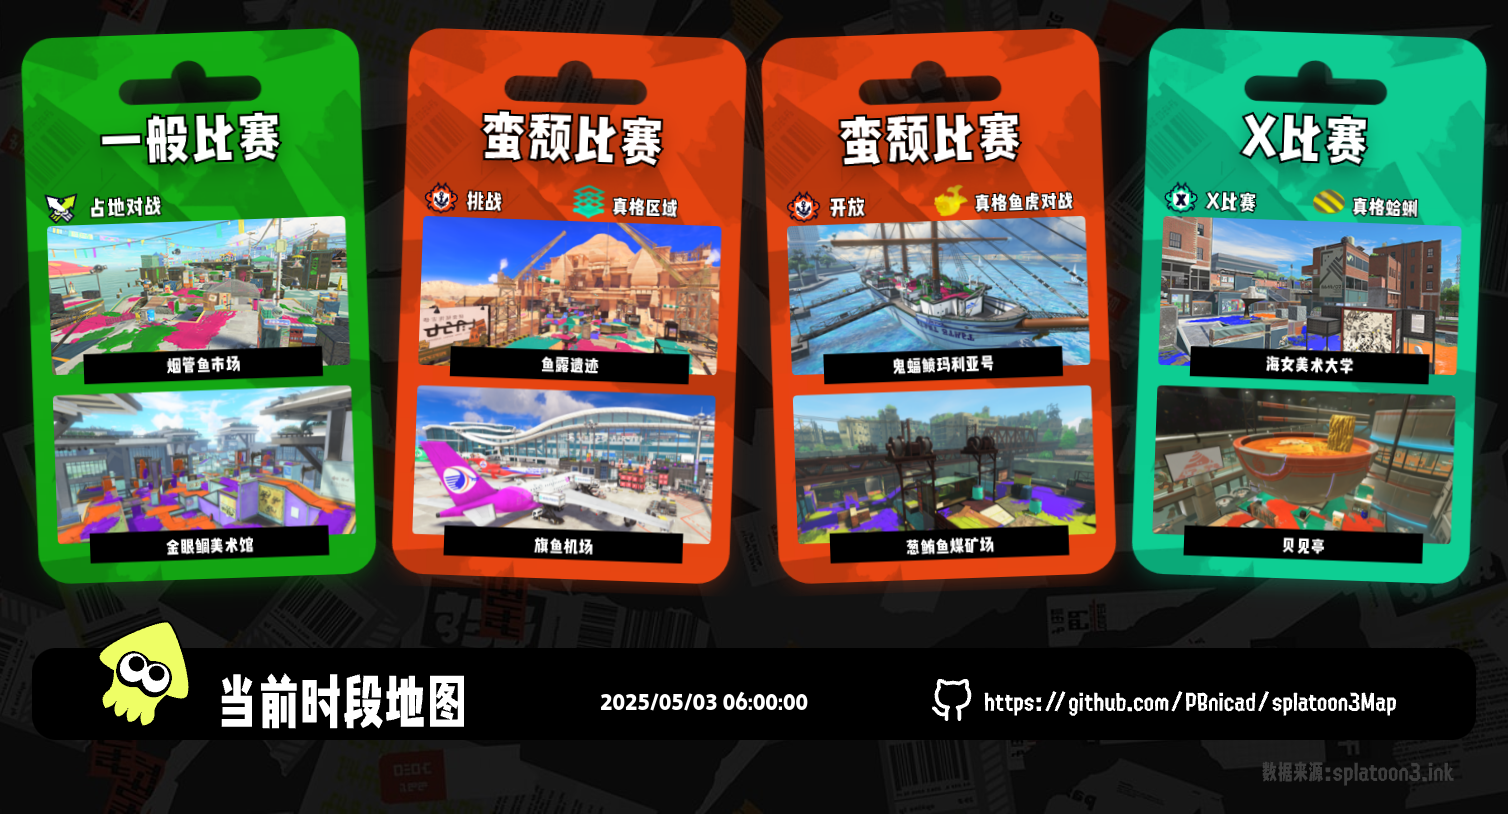 一般比赛
占地对战
烟管鱼市场
金眼鲷美术馆
蛮颓比赛
挑战
真格区域
鱼露遗迹
旗鱼机场
蛮颓比赛
开放
真格鱼虎对战
鬼蝠鲼玛利亚号
葱鲔鱼煤矿场
X比赛
X比赛
真格蛤蜊
海女美术大学
贝见亭
当前时段地图
2025/05/03 06:00:00
https://github.com/PBnicad/splatoon3Map
数据来源:splatoon3.ink